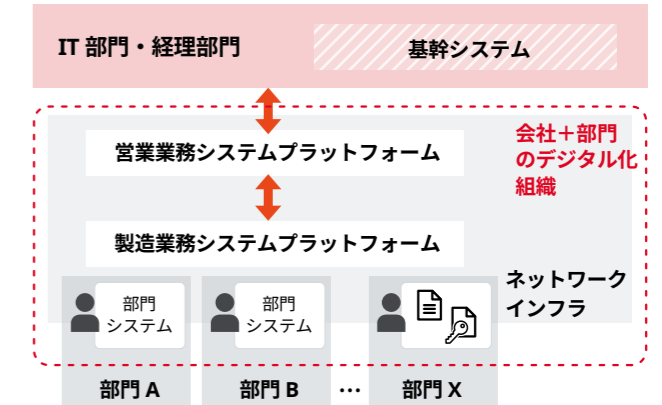 IT 部門・経理部門
基幹システム
営業業務システムプラットフォーム
会社＋部門
のデジタル化
組織
製造業務システムプラットフォーム
ネットワーク
インフラ
部門
システム
部門
システム
部門 A
部門 B
…
部門 X